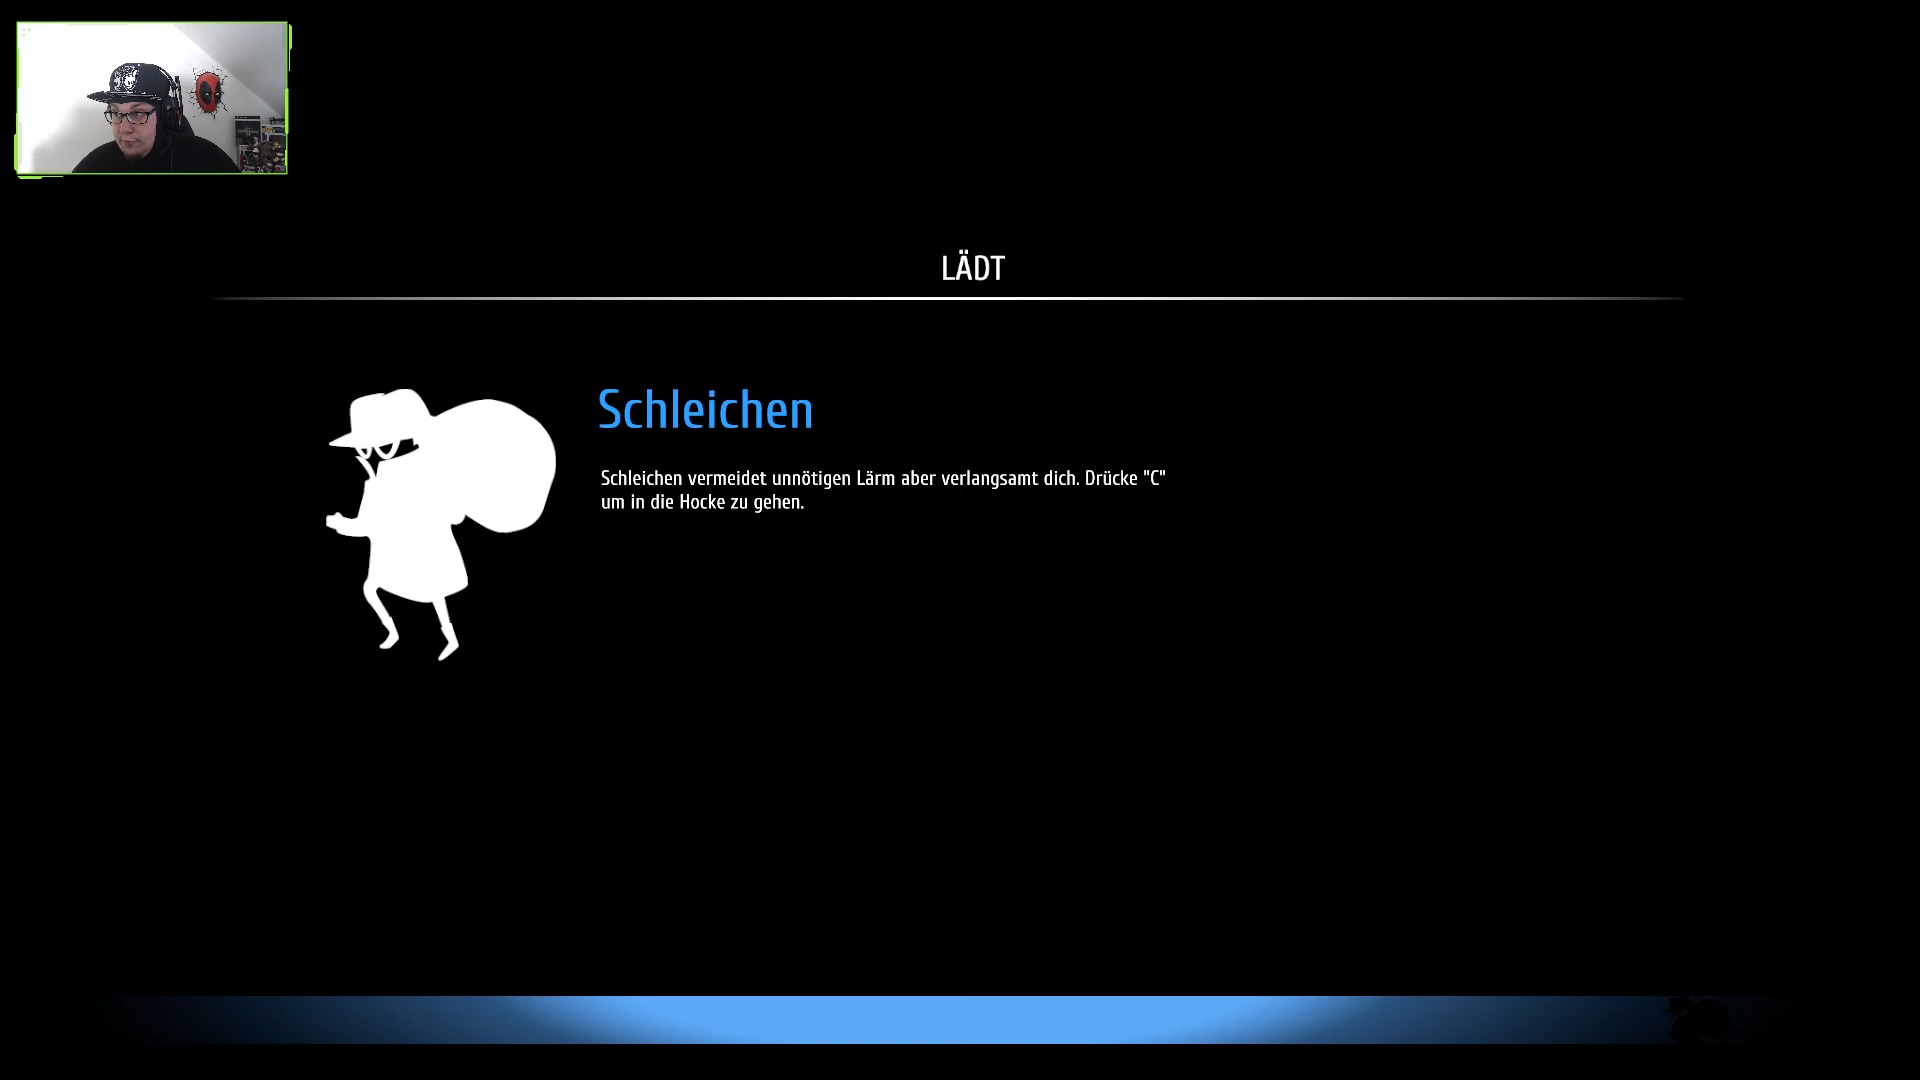 LÄDT
Schleichen
Schleichen vermeidet unnötigen Lärm aber verlangsamt dich. Drücke "C"
um in die Hocke zu gehen.